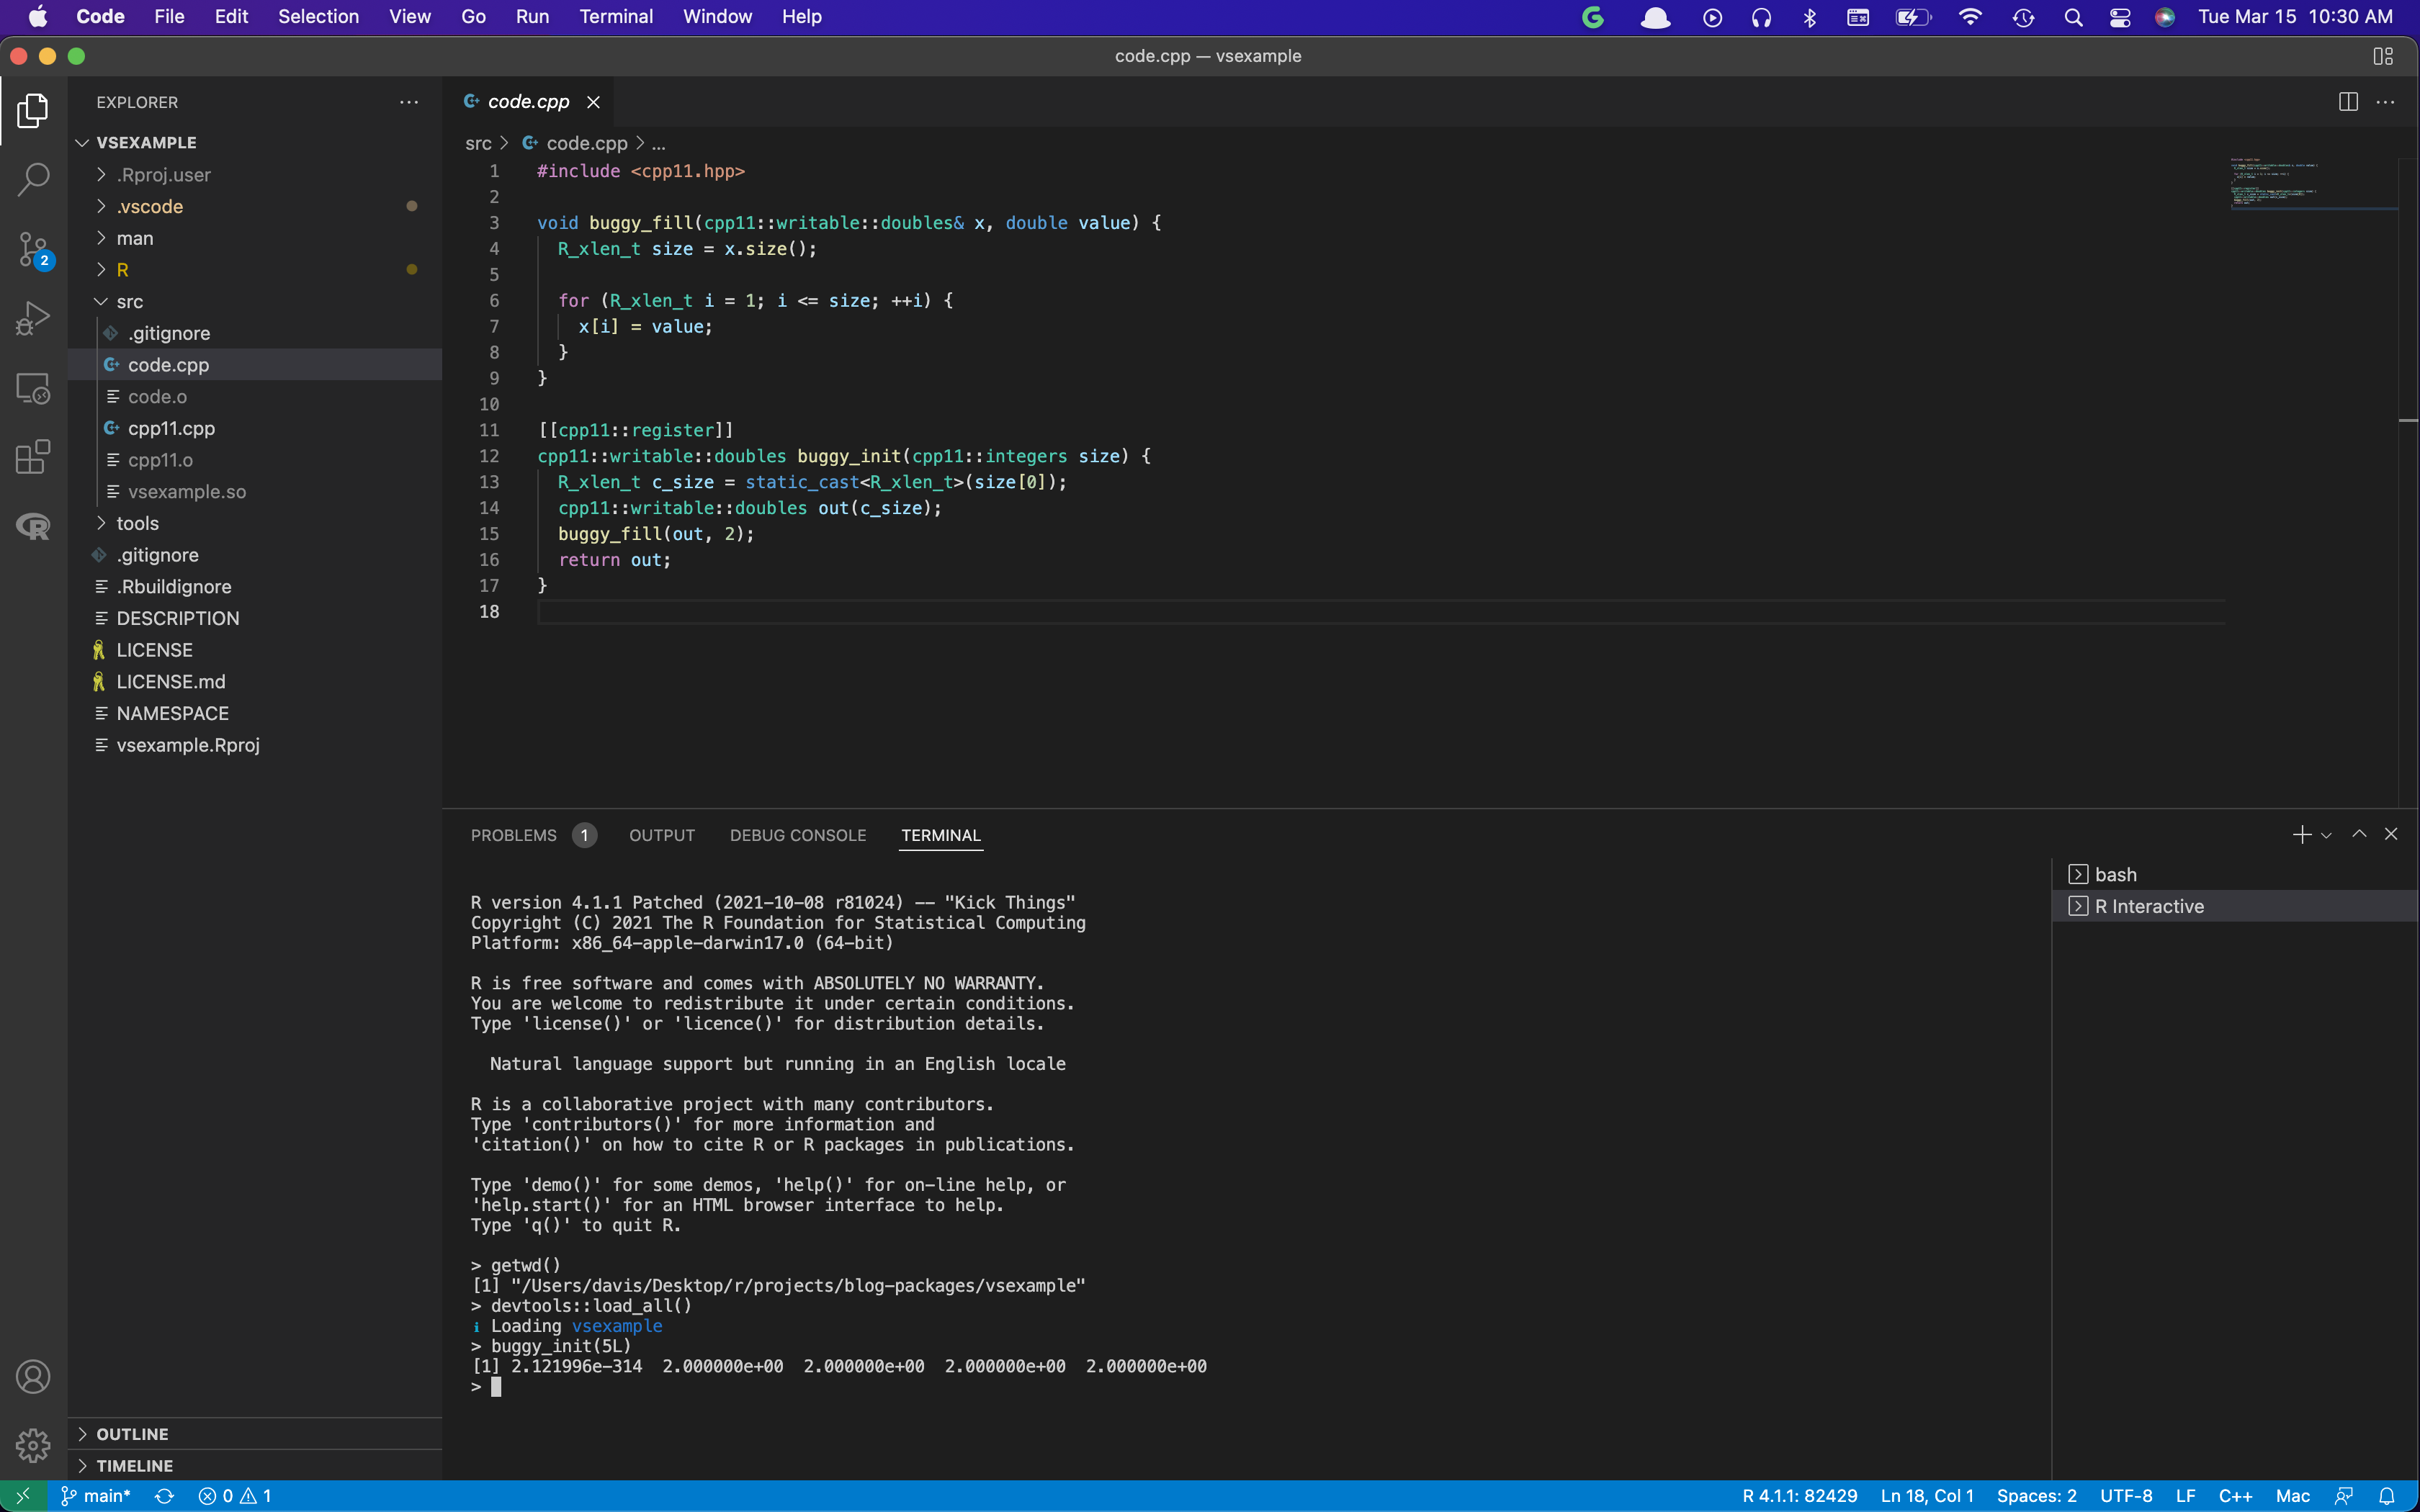 Code File Edit Selection View Go Run Terminal Window Help Tue Mar 15 10:30 AM
code.cpp — vsexample
EXPLORER
VSEXAMPLE
.Rproj.user
.vscode
man
R
src
.gitignore
code.cpp
code.o
cpp11.cpp
cpp11.o
vsexample.so
tools
.gitignore
.Rbuildignore
DESCRIPTION
LICENSE
LICENSE.md
NAMESPACE
vsexample.Rproj
OUTLINE
TIMELINE
2
code.cpp
src > code.cpp > ...
1 #include <cpp11.hpp>
2
3 void buggy_fill(cpp11::writable::doubles& x, double value) {
4 R_xlen_t size = x.size();
5
6 for (R_xlen_t i = 1; i <= size; ++i) {
7 x[i] = value;
8 }
9 }
10
11 [[cpp11::register]]
12 cpp11::writable::doubles buggy_init(cpp11::integers size) {
13 R_xlen_t c_size = static_cast<R_xlen_t>(size[0]);
14 cpp11::writable::doubles out(c_size);
15 buggy_fill(out, 2);
16 return out;
17 }
18
PROBLEMS 1 OUTPUT DEBUG CONSOLE TERMINAL
R version 4.1.1 Patched (2021-10-08 r81024) -- "Kick Things"
Copyright (C) 2021 The R Foundation for Statistical Computing
Platform: x86_64-apple-darwin17.0 (64-bit)
R is free software and comes with ABSOLUTELY NO WARRANTY.
You are welcome to redistribute it under certain conditions.
Type 'license()' or 'licence()' for distribution details.
Natural language support but running in an English locale
R is a collaborative project with many contributors.
Type 'contributors()' for more information and
'citation()' on how to cite R or R packages in publications.
Type 'demo()' for some demos, 'help()' for on-line help, or
'help.start()' for an HTML browser interface to help.
Type 'q()' to quit R.
> getwd()
[1] "/Users/davis/Desktop/r/projects/blog-packages/vsexample"
> devtools::load_all()
ℹ Loading vsexample
> buggy_init(5L)
[1] 2.121996e-314 2.000000e+00 2.000000e+00 2.000000e+00 2.000000e+00
>
bash
R Interactive
main* 0 1 R 4.1.1: 82429 Ln 18, Col 1 Spaces: 2 UTF-8 LF C++ Mac